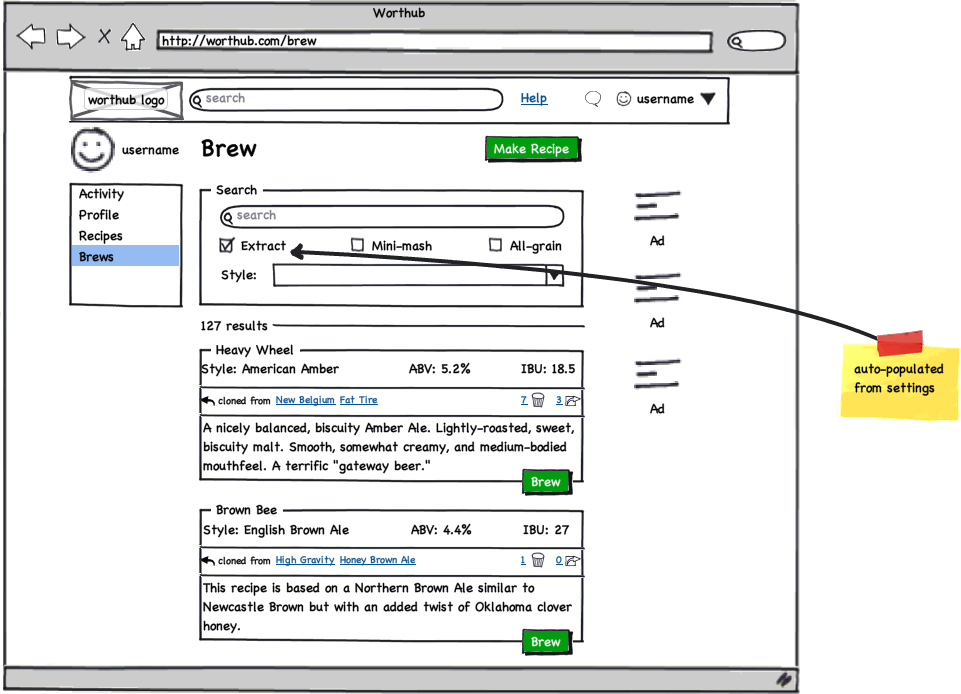 Worthub
http://worthub.com/brew
worthub logo
search
Help
username
username
Brew
Make Recipe
Activity
Profile
Recipes
Brews
Search
search
Extract
Mini-mash
All-grain
Style:
Ad
Ad
Ad
auto-populated
from settings
127 results
Heavy Wheel
Style: American Amber
ABV: 5.2%
IBU: 18.5
cloned from New Belgium Fat Tire
7
3
A nicely balanced, biscuity Amber Ale. Lightly-roasted, sweet,
biscuity malt. Smooth, somewhat creamy, and medium-bodied
mouthfeel. A terrific "gateway beer."
Brew
Brown Bee
Style: English Brown Ale
ABV: 4.4%
IBU: 27
cloned from High Gravity Honey Brown Ale
1
0
This recipe is based on a Northern Brown Ale similar to
Newcastle Brown but with an added twist of Oklahoma clover
honey.
Brew